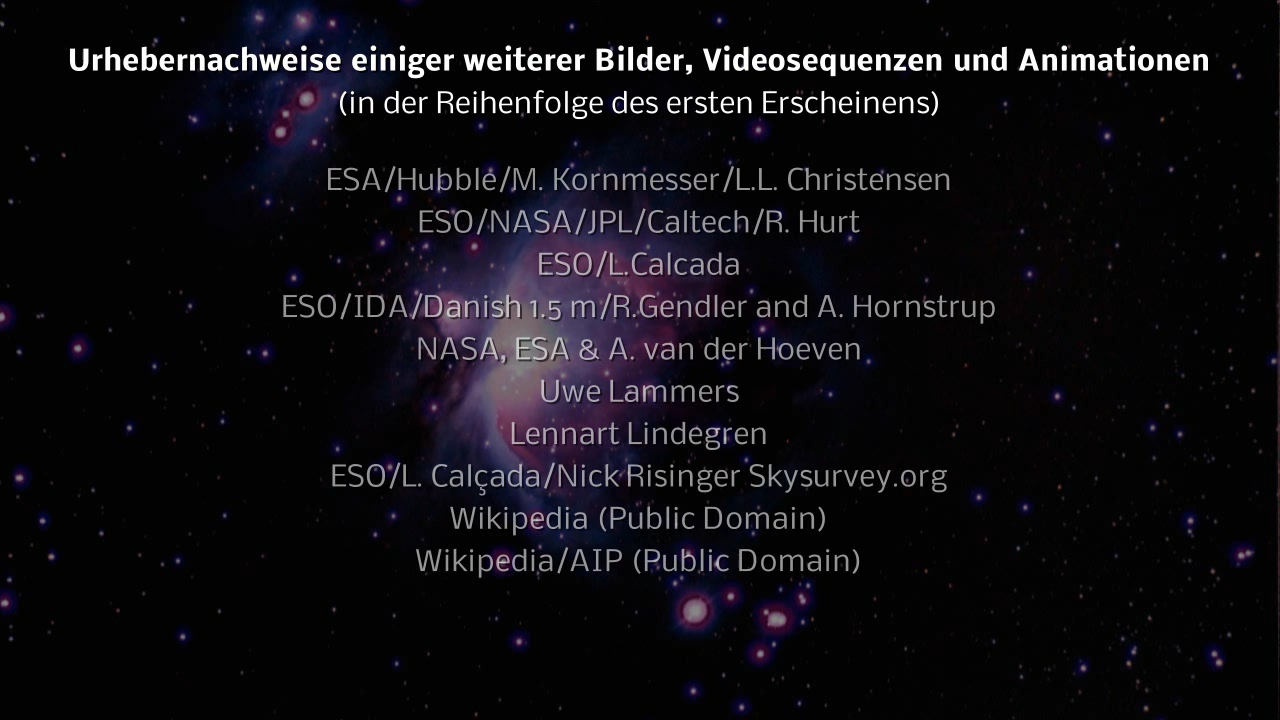 Urhebernachweise einiger weiterer Bilder, Videosequenzen und Animationen
(in der Reihenfolge des ersten Erscheinens)
ESA/Hubble/M. Kornmesser/L.L. Christensen
ESO/NASA/JPL/Caltech/R. Hurt
ESO/L.Calcada
ESO/IDA/Danish 1.5 m/R.Gendler and A. Hornstrup
NASA, ESA & A. van der Hoeven
Uwe Lammers
Lennart Lindegren
ESO/L. Calçada/Nick Risinger Skysurvey.org
Wikipedia (Public Domain)
Wikipedia/AIP (Public Domain)